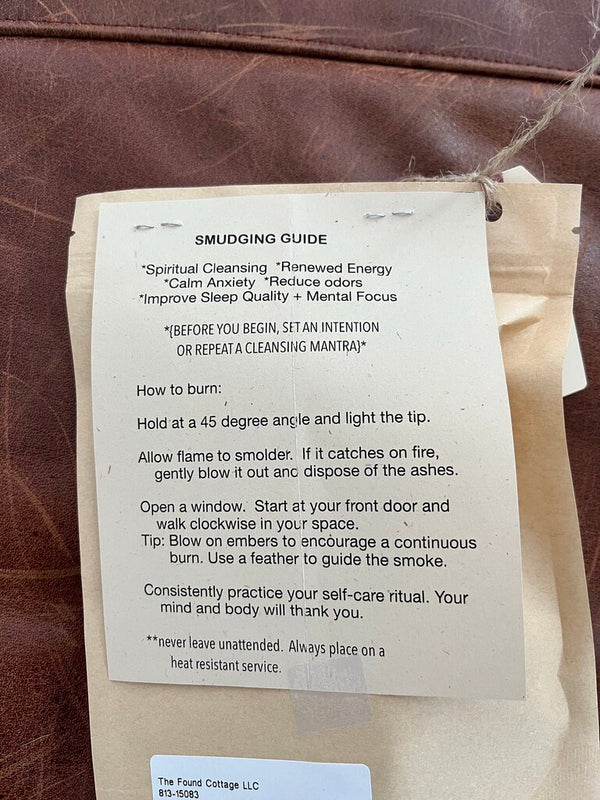 SMUDGING GUIDE
*Spiritual Cleansing *Renewed Energy
*Calm Anxiety *Reduce odors
*Improve Sleep Quality + Mental Focus
*{BEFORE YOU BEGIN, SET AN INTENTION
OR REPEAT A CLEANSING MANTRA}*
How to burn:
Hold at a 45 degree angle and light the tip.
Allow flame to smolder. If it catches on fire,
gently blow it out and dispose of the ashes.
Open a window. Start at your front door and
walk clockwise in your space.
Tip: Blow on embers to encourage a continuous
burn. Use a feather to guide the smoke.
Consistently practice your self-care ritual. Your
mind and body will thank you.
**never leave unattended. Always place on a
heat resistant service.
The Found Cottage LLC
813-15083